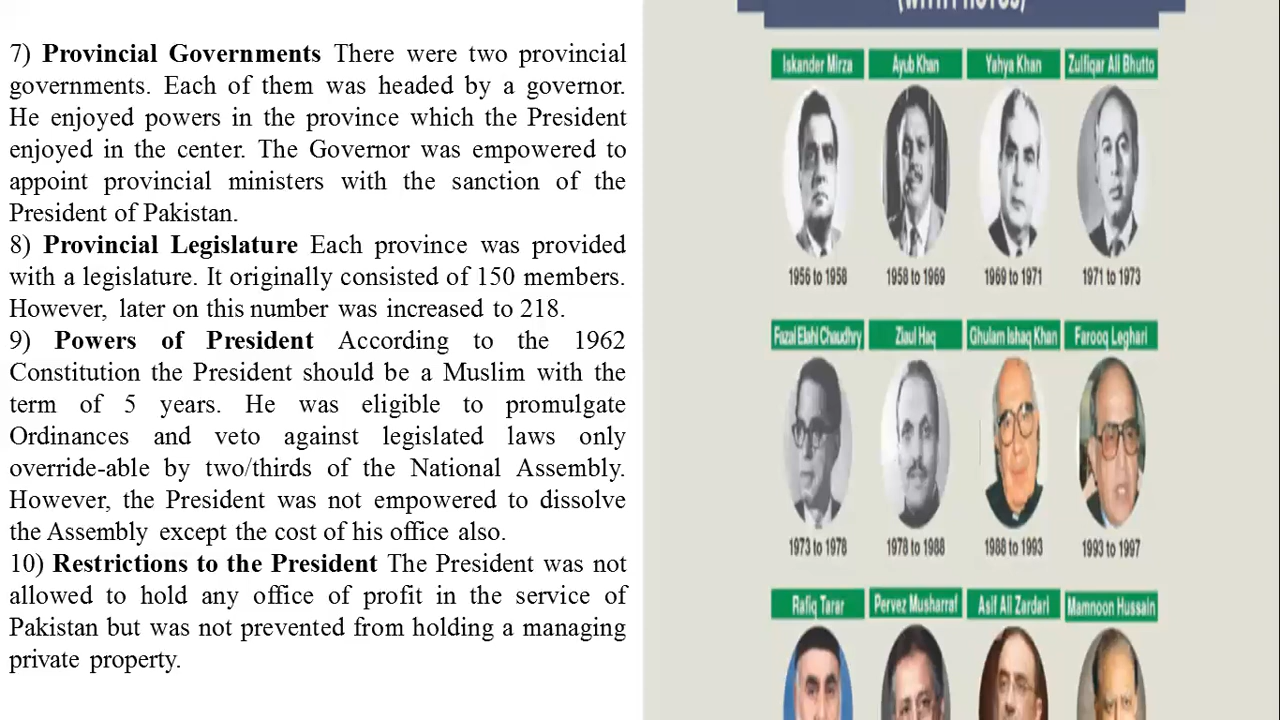 7) Provincial Governments There were two provincial
governments. Each of them was headed by a governor.
He enjoyed powers in the province which the President
enjoyed in the center. The Governor was empowered to
appoint provincial ministers with the sanction of the
President of Pakistan.
8) Provincial Legislature Each province was provided
with a legislature. It originally consisted of 150 members.
However, later on this number was increased to 218.
9) Powers of President According to the 1962
Constitution the President should be a Muslim with the
term of 5 years. He was eligible to promulgate
Ordinances and veto against legislated laws only
override-able by two/thirds of the National Assembly.
However, the President was not empowered to dissolve
the Assembly except the cost of his office also.
10) Restrictions to the President The President was not
allowed to hold any office of profit in the service of
Pakistan but was not prevented from holding a managing
private property.
(WITH PHOTOS)
Iskander Mirza Ayub Khan Yahya Khan Zulfiqar Ali Bhutto
1956 to 1958 1958 to 1969 1969 to 1971 1971 to 1973
Fazal Elahi Chaudhry Ziaul Haq Ghulam Ishaq Khan Farooq Leghari
1973 to 1978 1978 to 1988 1988 to 1993 1993 to 1997
Rafiq Tarar Pervez Musharraf Asif Ali Zardari Mamnoon Hussain